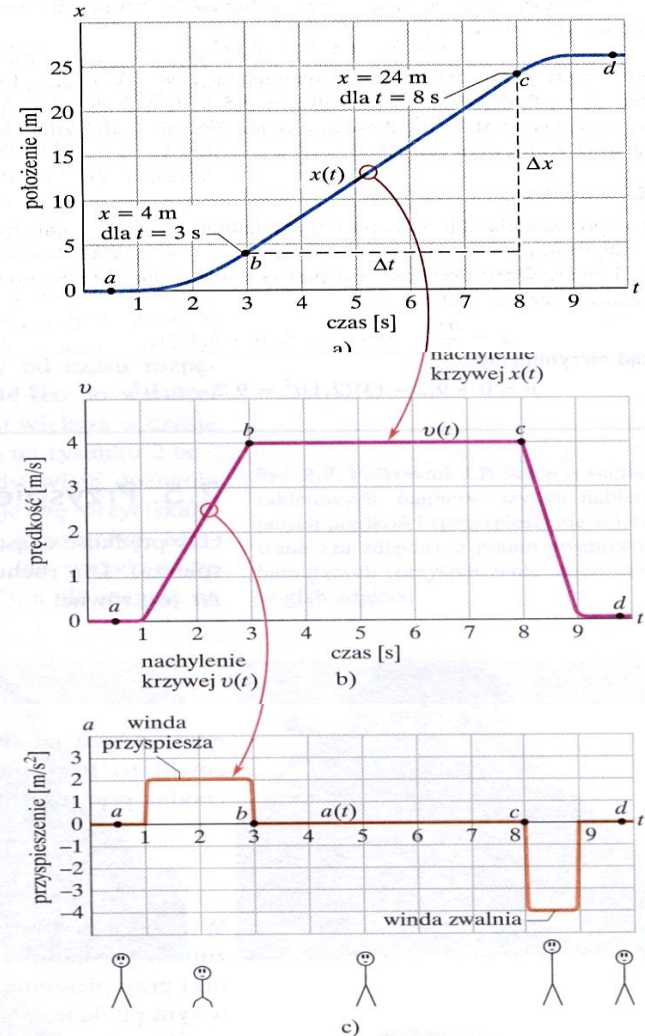 x
25
20
15
10
5
0
położenie [m]
x = 24 m
dla t = 8 s
c
d
x(t)
Δx
x = 4 m
dla t = 3 s
a
b
Δt
1 2 3 4 5 6 7 8 9 t
czas [s]
a)
nachylenie
krzywej x(t)
υ
4
3
2
1
0
prędkość [m/s]
b
υ(t)
c
a
d
1 2 3 4 5 6 7 8 9 t
czas [s]
nachylenie
krzywej υ(t)
b)
a
winda
przyspiesza
3
2
1
0
−1
−2
−3
−4
przyspieszenie [m/s²]
a
b
a(t)
c
d
1 2 3 4 5 6 7 8 9 t
winda zwalnia
c)